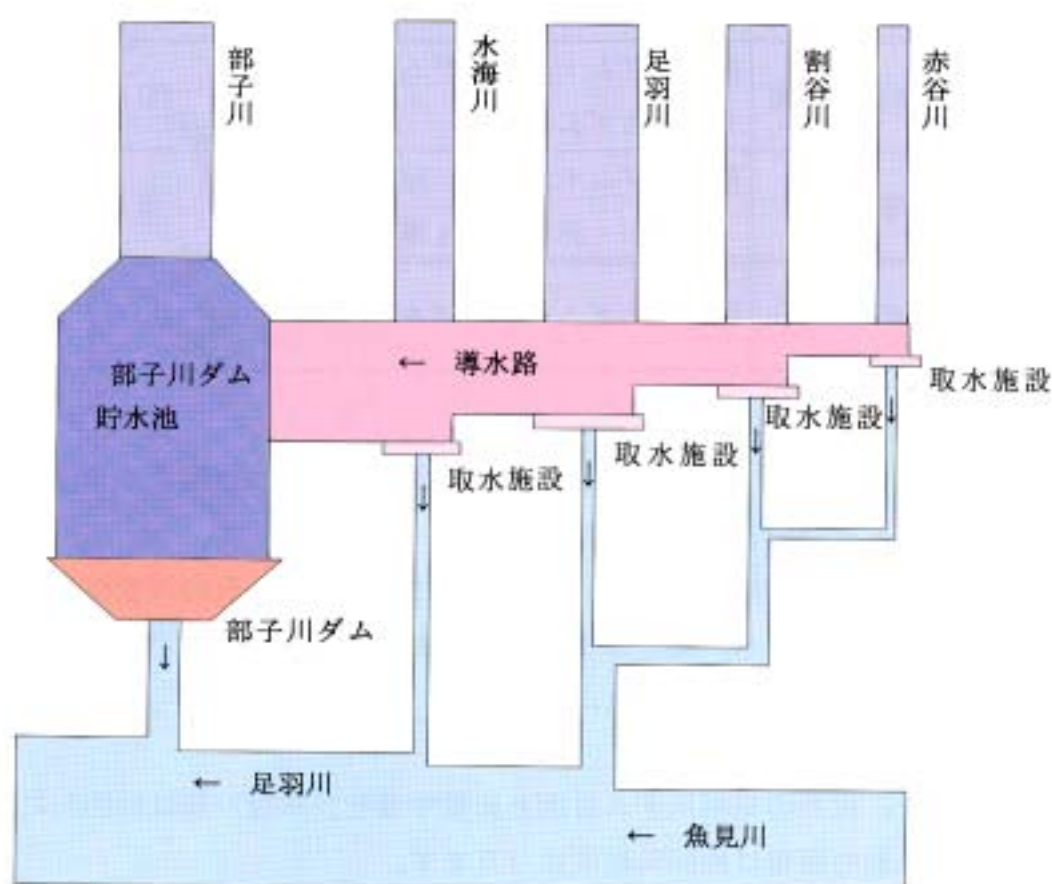 部子川
水海川
足羽川
割谷川
赤谷川
← 導水路
部子川ダム
貯水池
取水施設
取水施設
取水施設
取水施設
部子川ダム
← 足羽川
← 魚見川